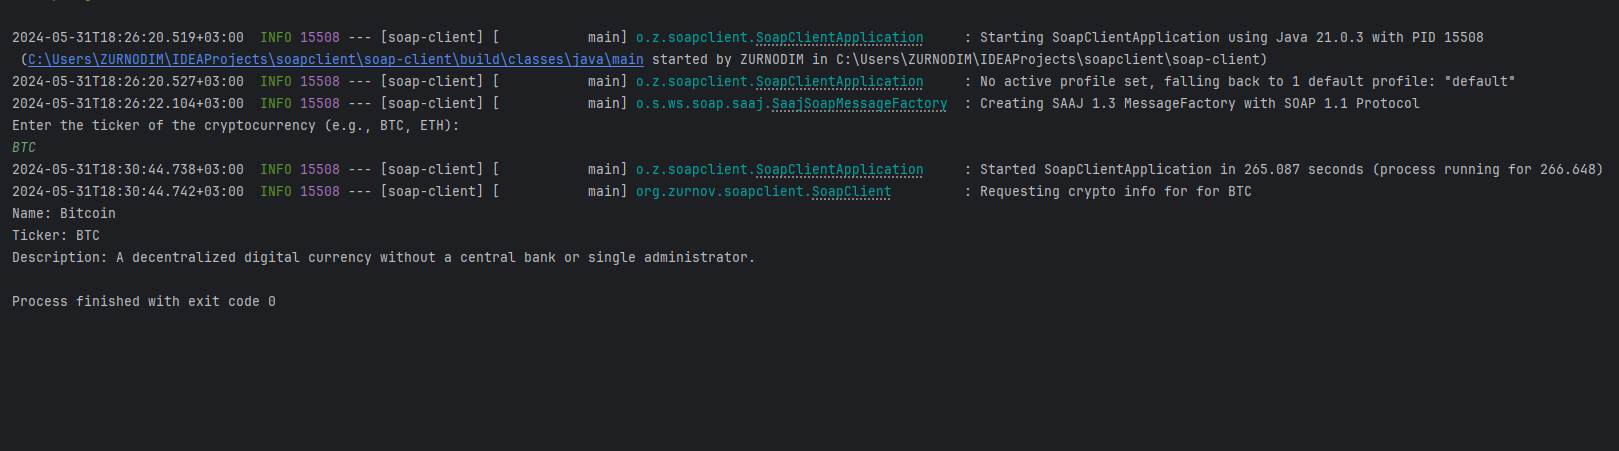 2024-05-31T18:26:20.519+03:00  INFO 15508 --- [soap-client] [           main] o.z.soapclient.SoapClientApplication     : Starting SoapClientApplication using Java 21.0.3 with PID 15508
 (C:\Users\ZURNODIM\IDEAProjects\soapclient\soap-client\build\classes\java\main started by ZURNODIM in C:\Users\ZURNODIM\IDEAProjects\soapclient\soap-client)
2024-05-31T18:26:20.527+03:00  INFO 15508 --- [soap-client] [           main] o.z.soapclient.SoapClientApplication     : No active profile set, falling back to 1 default profile: "default"
2024-05-31T18:26:22.104+03:00  INFO 15508 --- [soap-client] [           main] o.s.ws.soap.saaj.SaajSoapMessageFactory  : Creating SAAJ 1.3 MessageFactory with SOAP 1.1 Protocol
Enter the ticker of the cryptocurrency (e.g., BTC, ETH):
BTC
2024-05-31T18:30:44.738+03:00  INFO 15508 --- [soap-client] [           main] o.z.soapclient.SoapClientApplication     : Started SoapClientApplication in 265.087 seconds (process running for 266.648)
2024-05-31T18:30:44.742+03:00  INFO 15508 --- [soap-client] [           main] org.zurnov.soapclient.SoapClient         : Requesting crypto info for for BTC
Name: Bitcoin
Ticker: BTC
Description: A decentralized digital currency without a central bank or single administrator.
Process finished with exit code 0